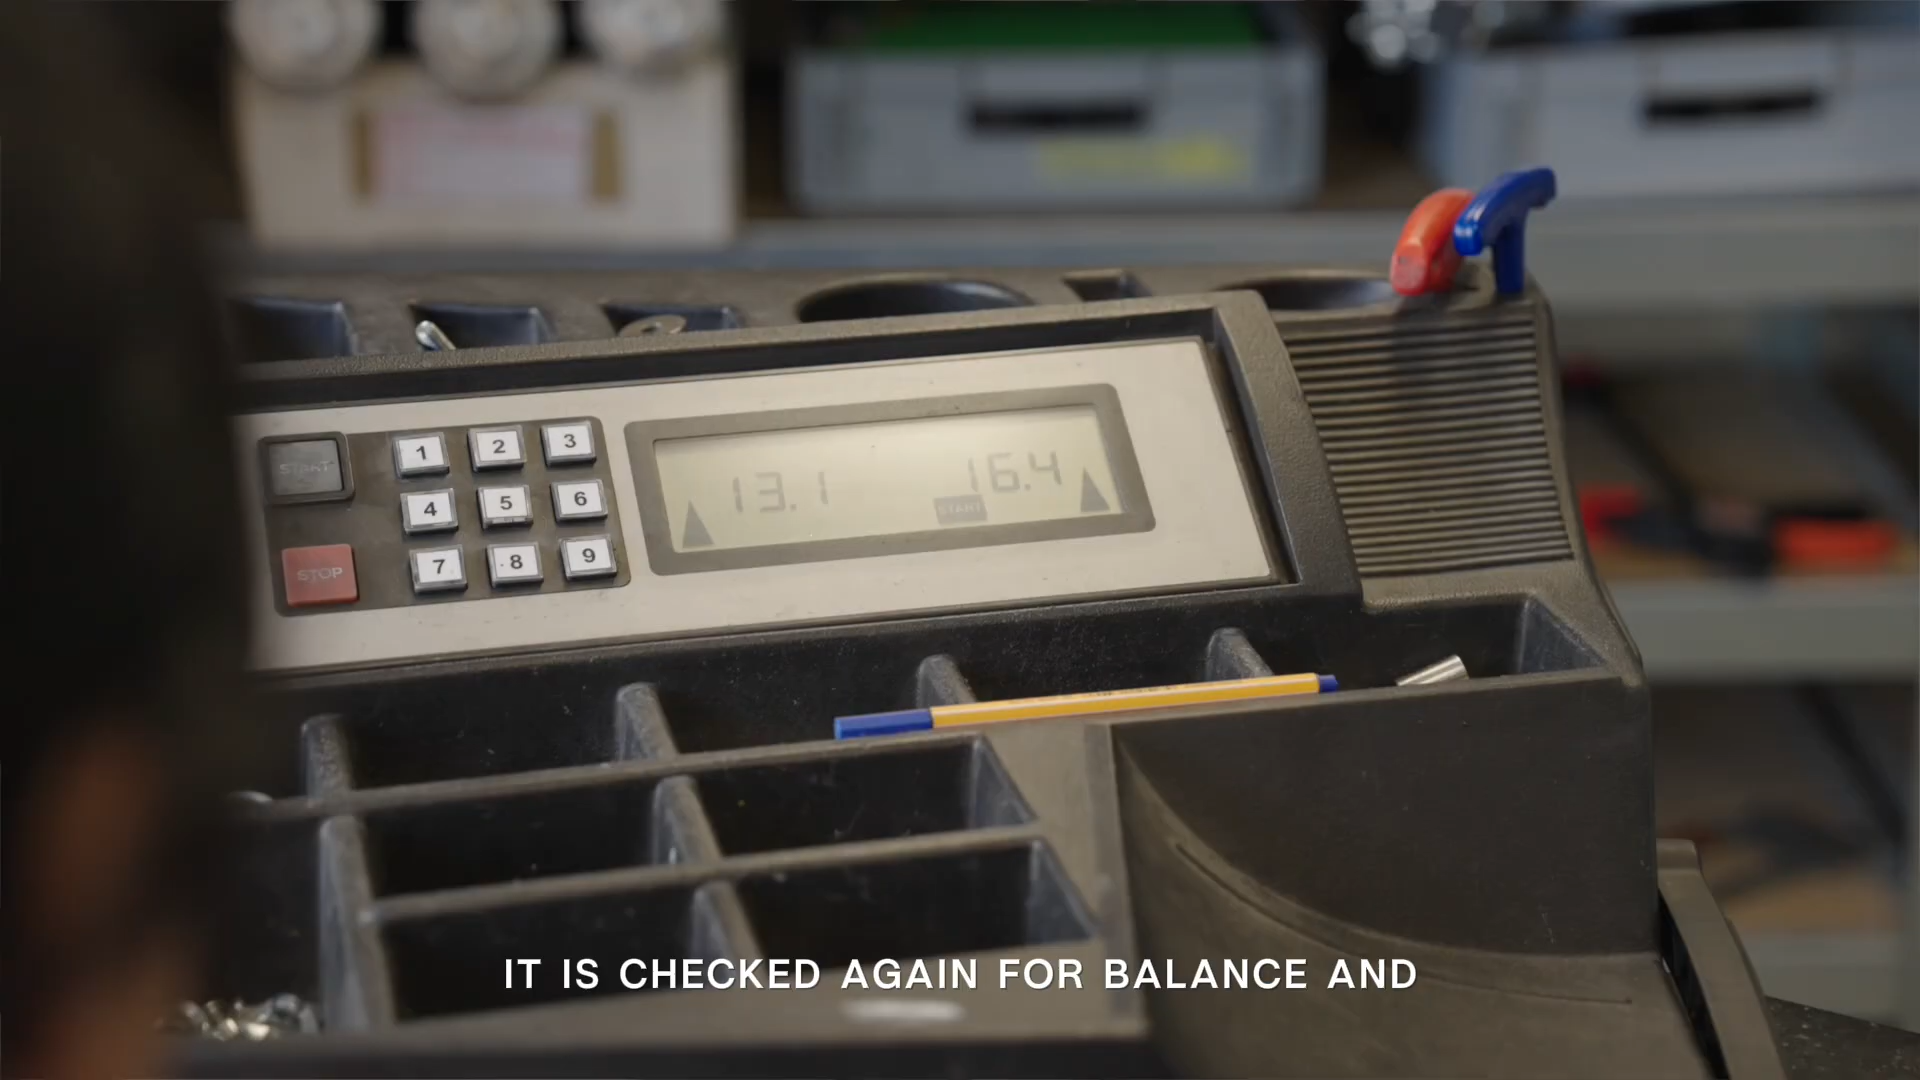 START
1 2 3
4 5 6
STOP
7 8 9
13.1 16.4
START
IT IS CHECKED AGAIN FOR BALANCE AND